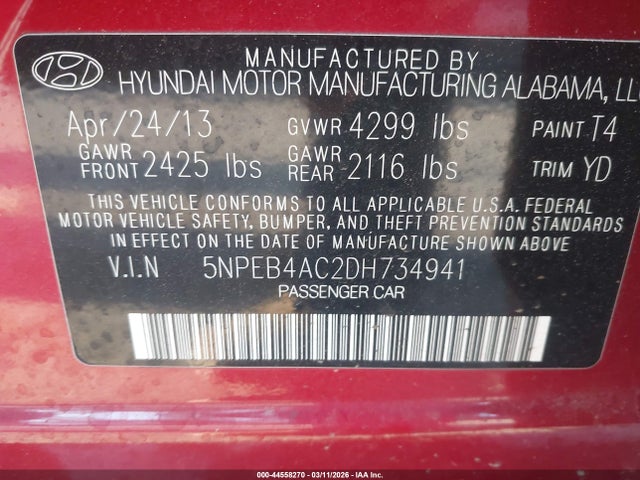 MANUFACTURED BY
HYUNDAI MOTOR MANUFACTURING ALABAMA, LLC
Apr/24/13 GVWR 4299 lbs PAINT T4
GAWR FRONT 2425 lbs GAWR REAR 2116 lbs TRIM YD
THIS VEHICLE CONFORMS TO ALL APPLICABLE U.S.A. FEDERAL
MOTOR VEHICLE SAFETY, BUMPER, AND THEFT PREVENTION STANDARDS
IN EFFECT ON THE DATE OF MANUFACTURE SHOWN ABOVE
V.I.N 5NPEB4AC2DH734941
PASSENGER CAR
000-44558270 - 03/11/2026 - IAA Inc.